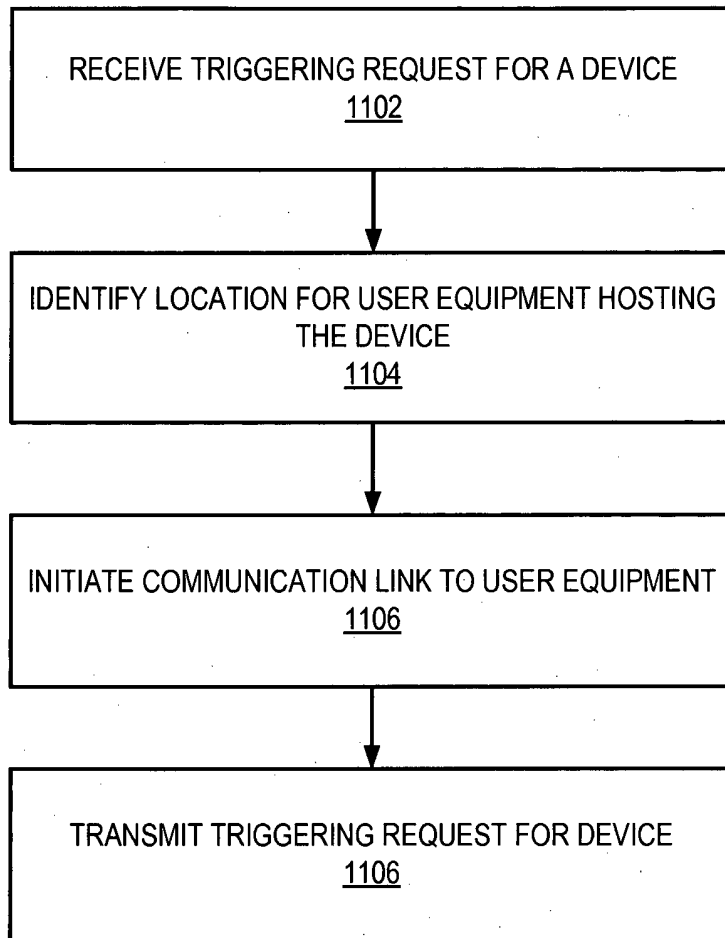 RECEIVE TRIGGERING REQUEST FOR A DEVICE
1102
IDENTIFY LOCATION FOR USER EQUIPMENT HOSTING
THE DEVICE
1104
INITIATE COMMUNICATION LINK TO USER EQUIPMENT
1106
TRANSMIT TRIGGERING REQUEST FOR DEVICE
1106